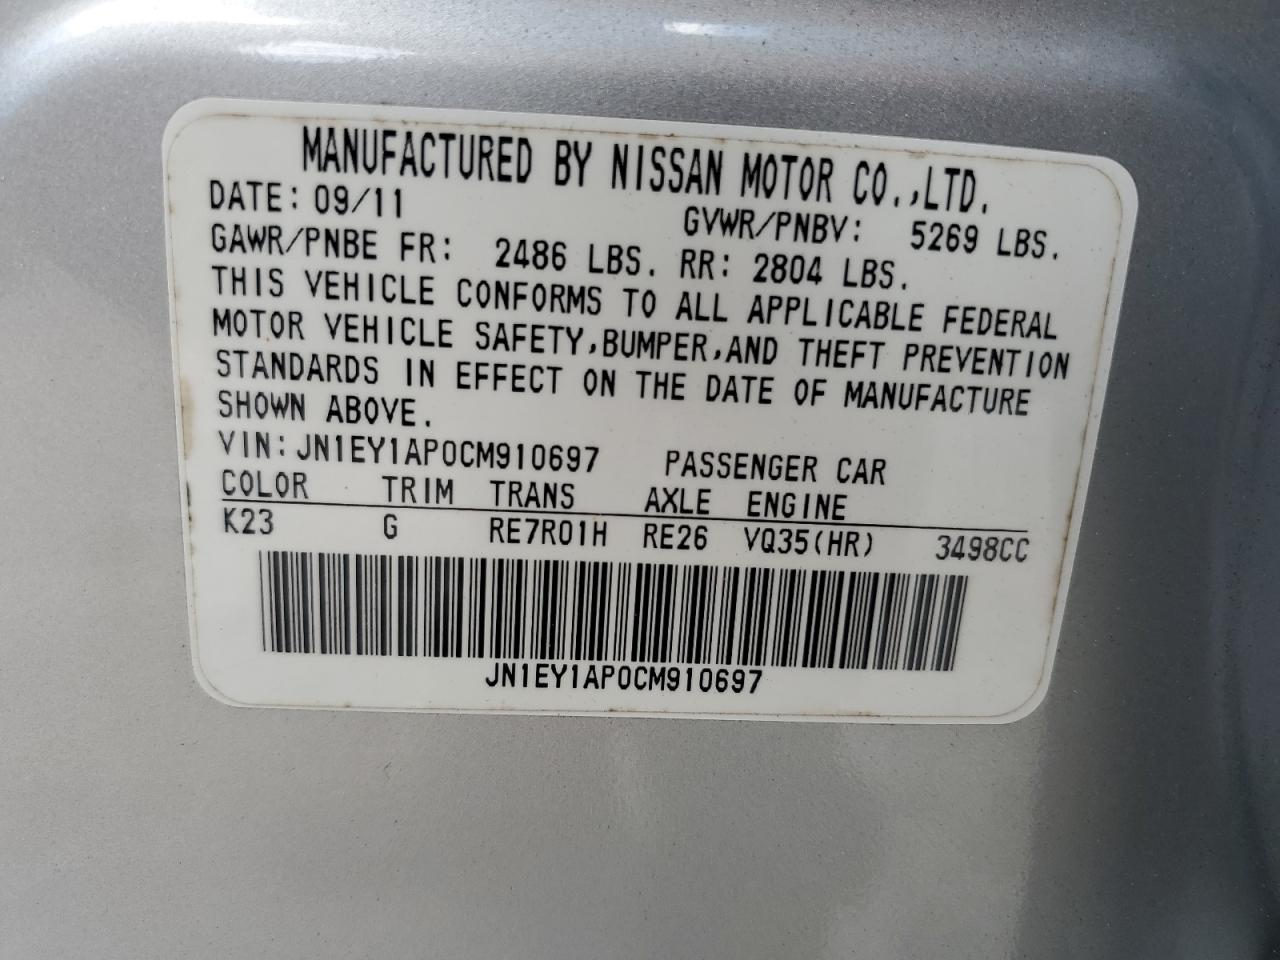 MANUFACTURED BY NISSAN MOTOR CO.,LTD.
DATE: 09/11 GVWR/PNBV: 5269 LBS.
GAWR/PNBE FR: 2486 LBS. RR: 2804 LBS.
THIS VEHICLE CONFORMS TO ALL APPLICABLE FEDERAL
MOTOR VEHICLE SAFETY,BUMPER,AND THEFT PREVENTION
STANDARDS IN EFFECT ON THE DATE OF MANUFACTURE
SHOWN ABOVE.
VIN: JN1EY1AP0CM910697 PASSENGER CAR
COLOR TRIM TRANS AXLE ENGINE
K23 G RE7R01H RE26 VQ35(HR) 3498CC
JN1EY1AP0CM910697